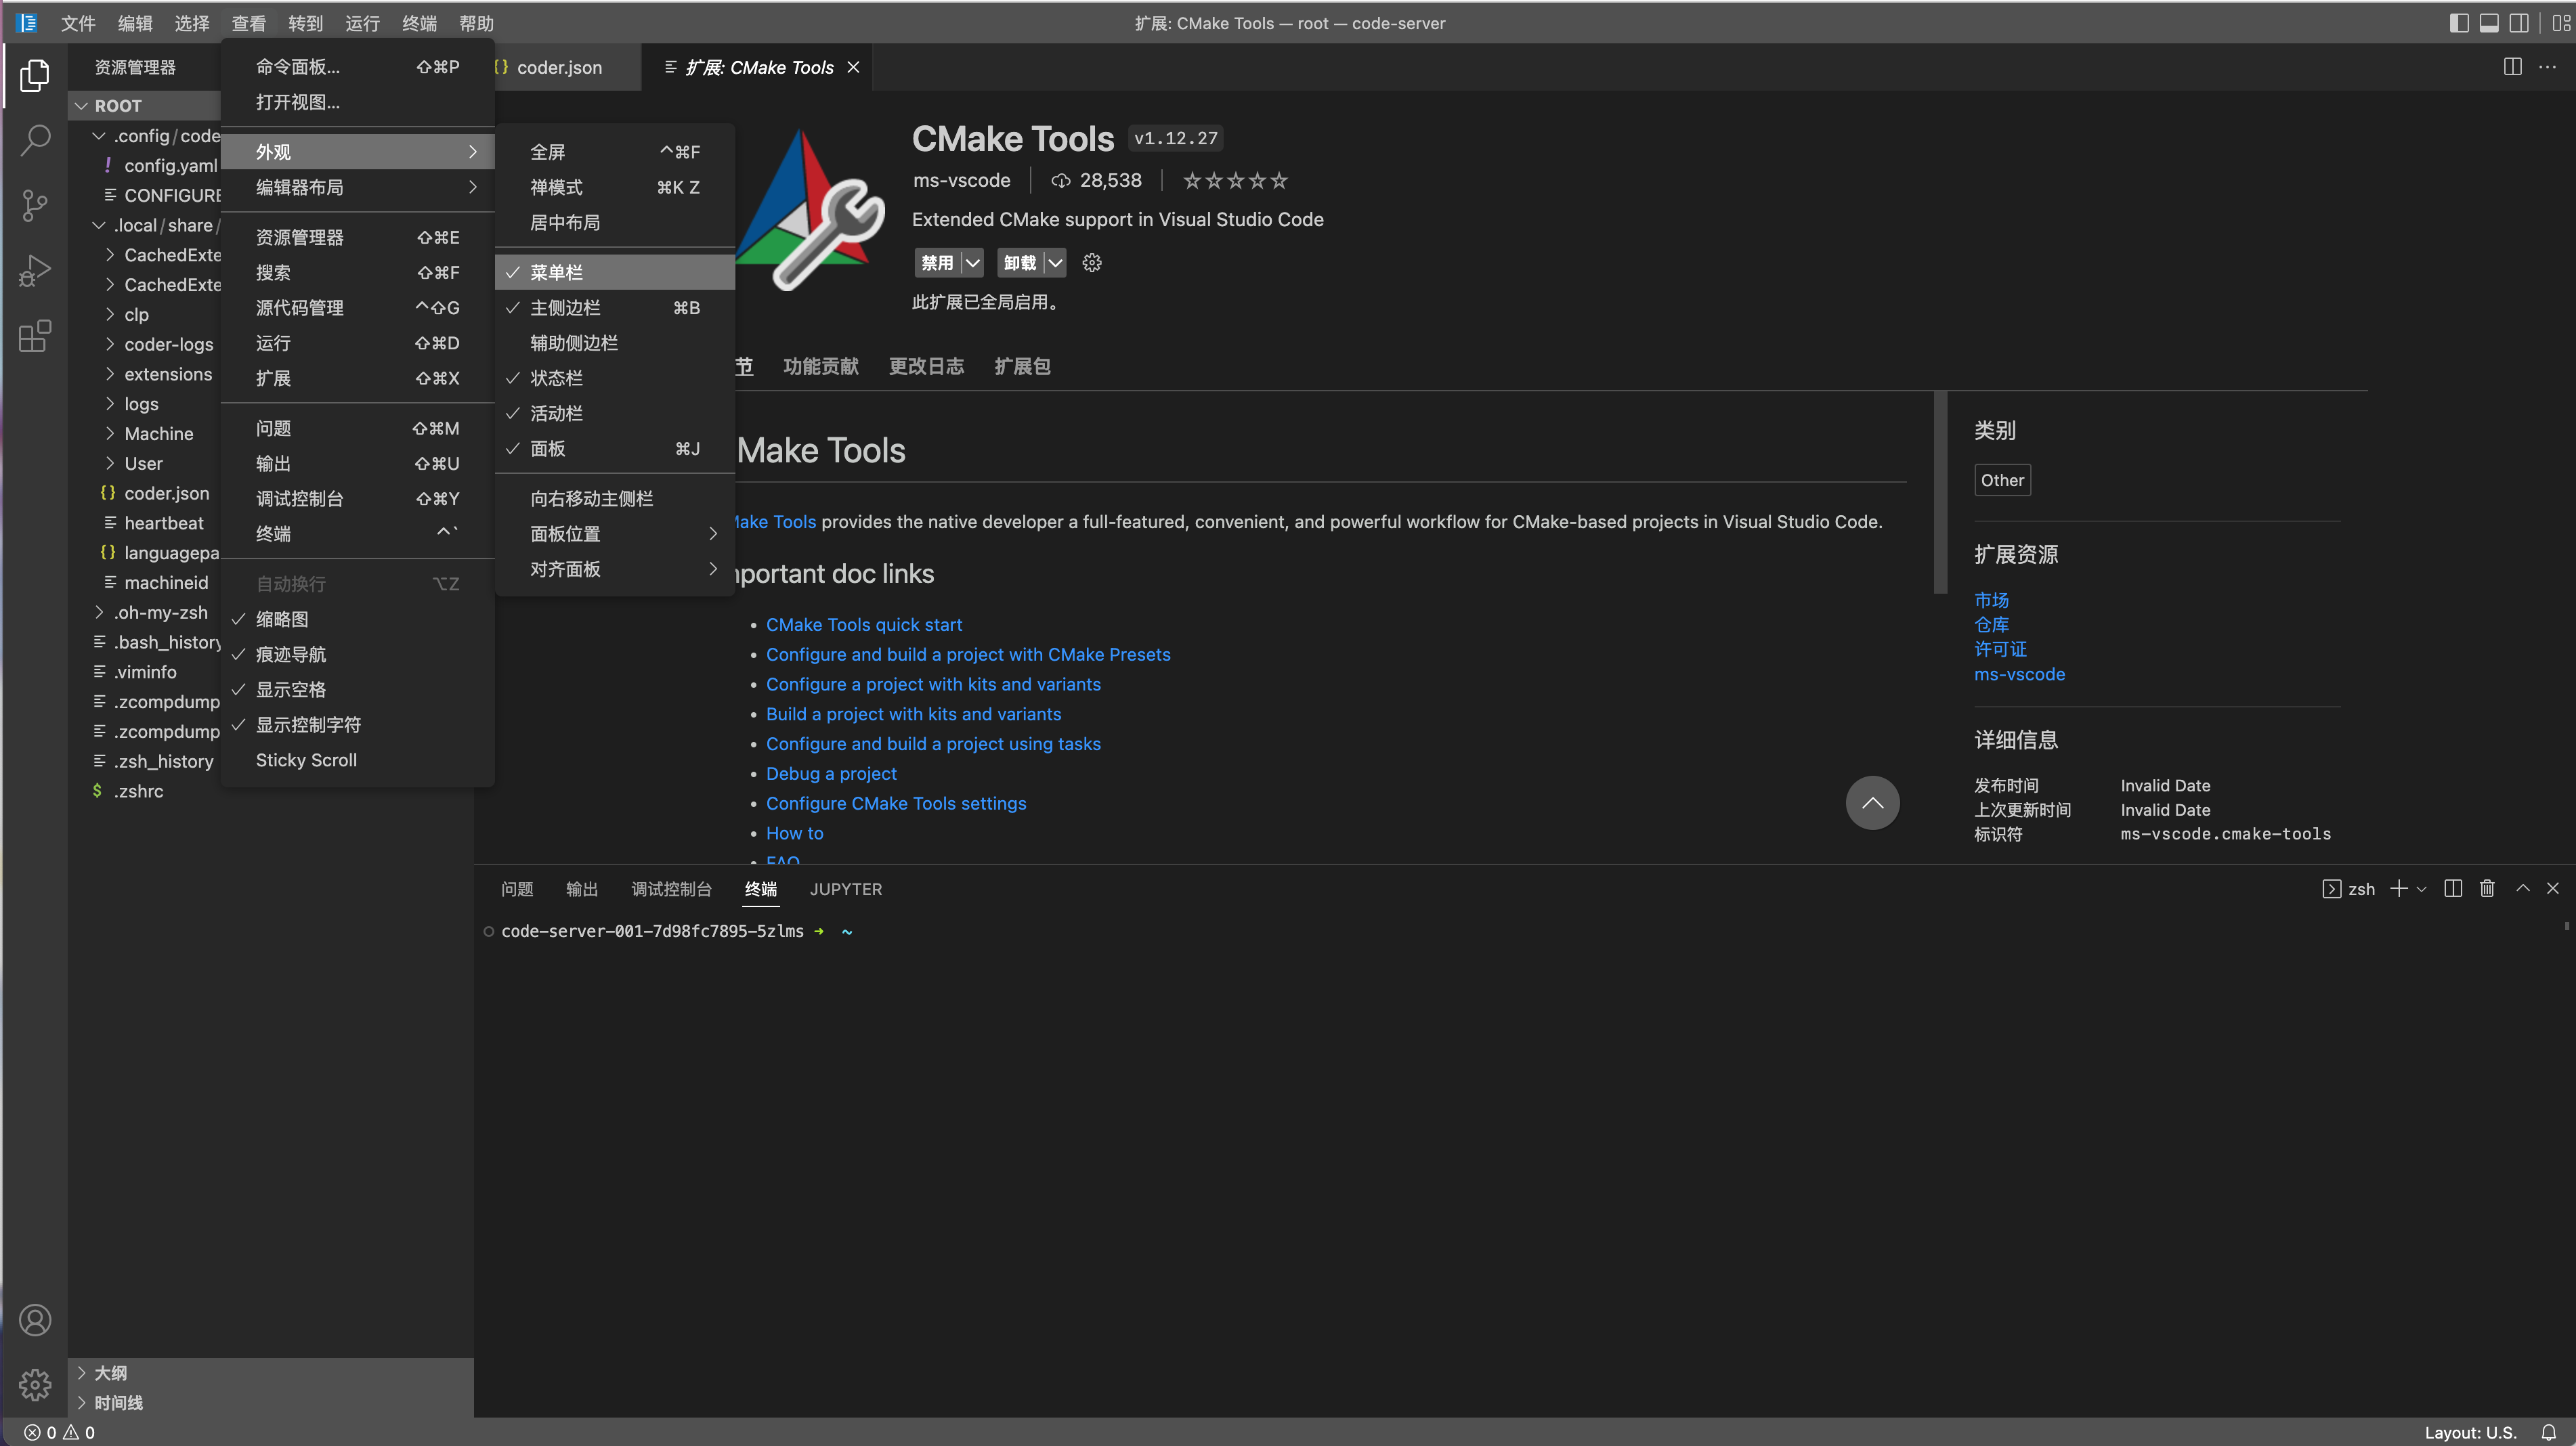 文件 编辑 选择 查看 转到 运行 终端 帮助
扩展: CMake Tools — root — code-server
资源管理器
ROOT
.config/code
config.yaml
CONFIGURE
.local/share/
CachedExte
CachedExte
clp
coder-logs
extensions
logs
Machine
User
coder.json
heartbeat
languagepa
machineid
.oh-my-zsh
.bash_history
.viminfo
.zcompdump
.zcompdump
.zsh_history
$ .zshrc
大纲
时间线
命令面板... ⇧⌘P
打开视图...
外观
编辑器布局
资源管理器 ⇧⌘E
搜索 ⇧⌘F
源代码管理 ^⇧G
运行 ⇧⌘D
扩展 ⇧⌘X
问题 ⇧⌘M
输出 ⇧⌘U
调试控制台 ⇧⌘Y
终端 ^`
自动换行 ⌥Z
缩略图
痕迹导航
显示空格
显示控制字符
Sticky Scroll
全屏 ^⌘F
禅模式 ⌘K Z
居中布局
菜单栏
主侧边栏 ⌘B
辅助侧边栏
状态栏
活动栏
面板 ⌘J
向右移动主侧栏
面板位置
对齐面板
coder.json
扩展: CMake Tools
CMake Tools v1.12.27
ms-vscode 28,538
Extended CMake support in Visual Studio Code
禁用 卸载
此扩展已全局启用。
节 功能贡献 更改日志 扩展包
Make Tools
Make Tools provides the native developer a full-featured, convenient, and powerful workflow for CMake-based projects in Visual Studio Code.
mportant doc links
• CMake Tools quick start
• Configure and build a project with CMake Presets
• Configure a project with kits and variants
• Build a project with kits and variants
• Configure and build a project using tasks
• Debug a project
• Configure CMake Tools settings
• How to
• FAQ
类别
Other
扩展资源
市场
仓库
许可证
ms-vscode
详细信息
发布时间 Invalid Date
上次更新时间 Invalid Date
标识符 ms-vscode.cmake-tools
问题 输出 调试控制台 终端 JUPYTER
zsh
code-server-001-7d98fc7895-5zlms ➜ ~
0 0
Layout: U.S.